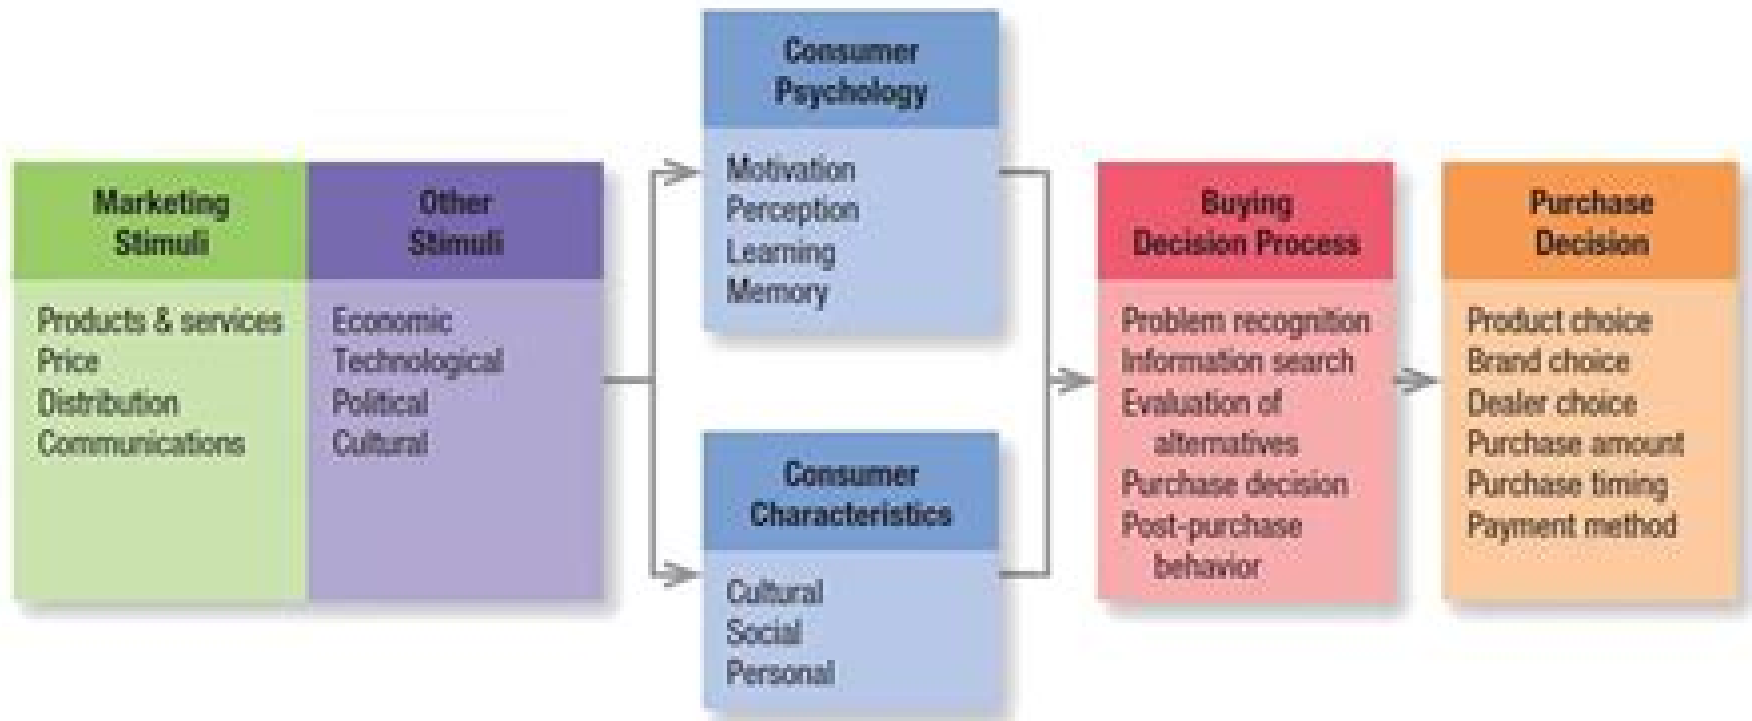 Marketing
Stimuli
Products & services
Price
Distribution
Communications
Other
Stimuli
Economic
Technological
Political
Cultural
Consumer
Psychology
Motivation
Perception
Learning
Memory
Consumer
Characteristics
Cultural
Social
Personal
Buying
Decision Process
Problem recognition
Information search
Evaluation of
alternatives
Purchase decision
Post-purchase
behavior
Purchase
Decision
Product choice
Brand choice
Dealer choice
Purchase amount
Purchase timing
Payment method